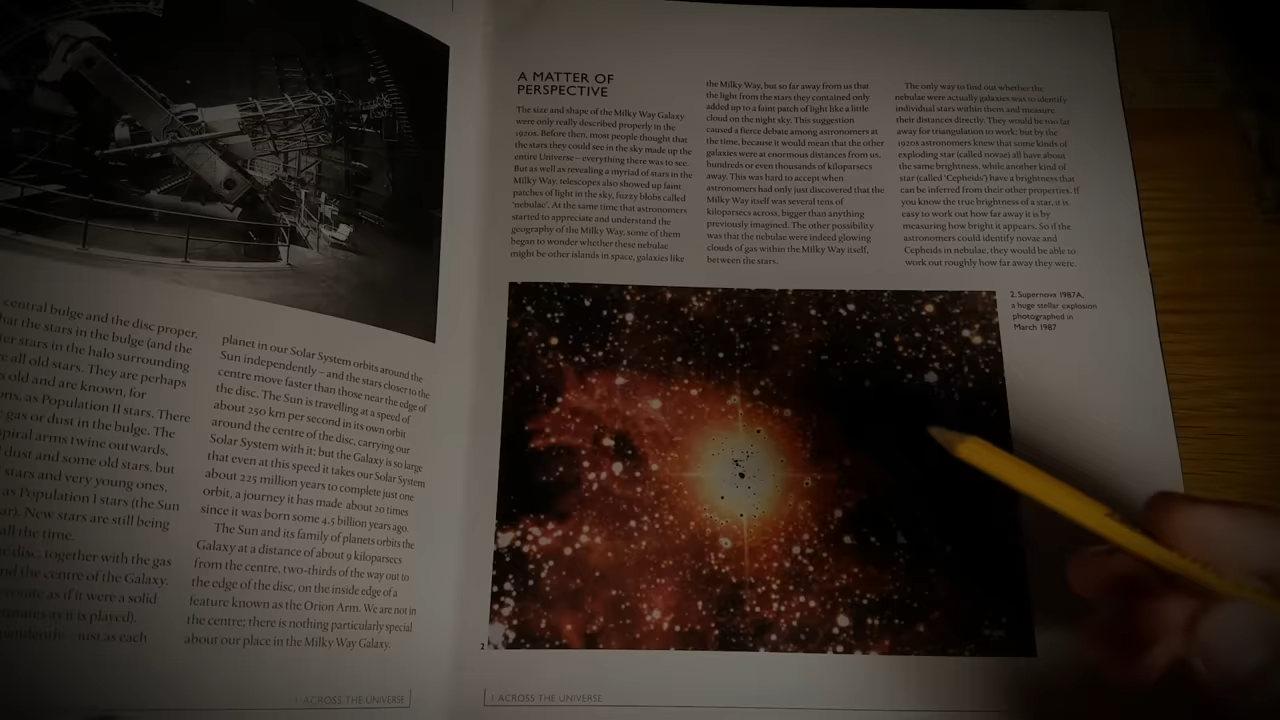 central bulge and the disc proper,
that the stars in the bulge (and the
stars in the halo surrounding
all old stars. They are perhaps
old and are known, for
as Population II stars. There
gas or dust in the bulge. The
spiral arms twine outwards,
dust and some old stars, but
stars and very young ones,
as Population I stars (the Sun
New stars are still being
all the time.
disc, together with the gas
the centre of the Galaxy.
as if it were a solid
as it is played).
just as each
planet in our Solar System orbits around the
Sun independently – and the stars closer to the
centre move faster than those near the edge of
the disc. The Sun is travelling at a speed of
about 250 km per second in its own orbit
around the centre of the disc, carrying our
Solar System with it; but the Galaxy is so large
that even at this speed it takes our Solar System
about 225 million years to complete just one
orbit, a journey it has made about 20 times
since it was born some 4.5 billion years ago.
The Sun and its family of planets orbits the
Galaxy at a distance of about 9 kiloparsecs
from the centre, two-thirds of the way out to
the edge of the disc, on the inside edge of a
feature known as the Orion Arm. We are not in
the centre; there is nothing particularly special
about our place in the Milky Way Galaxy.
1 ACROSS THE UNIVERSE
A MATTER OF
PERSPECTIVE
The size and shape of the Milky Way Galaxy
were only really described properly in the
1920s. Before then, most people thought that
the stars they could see in the sky made up the
entire Universe – everything there was to see.
But as well as revealing a myriad of stars in the
Milky Way, telescopes also showed up faint
patches of light in the sky, fuzzy blobs called
'nebulae'. At the same time that astronomers
started to appreciate and understand the
geography of the Milky Way, some of them
began to wonder whether these nebulae
might be other islands in space, galaxies like
the Milky Way, but so far away from us that
the light from the stars they contained only
added up to a faint patch of light like a little
cloud on the night sky. This suggestion
caused a fierce debate among astronomers at
the time, because it would mean that the other
galaxies were at enormous distances from us,
hundreds or even thousands of kiloparsecs
away. This was hard to accept when
astronomers had only just discovered that the
Milky Way itself was several tens of
kiloparsecs across, bigger than anything
previously imagined. The other possibility
was that the nebulae were indeed glowing
clouds of gas within the Milky Way itself,
between the stars.
The only way to find out whether the
nebulae were actually galaxies was to identify
individual stars within them and measure
their distances directly. They would be too far
away for triangulation to work; but by the
1920s astronomers knew that some kinds of
exploding star (called novae) all have about
the same brightness, while another kind of
star (called 'Cepheids') have a brightness that
can be inferred from their other properties. If
you know the true brightness of a star, it is
easy to work out how far away it is by
measuring how bright it appears. So if the
astronomers could identify novae and
Cepheids in nebulae, they would be able to
work out roughly how far away they were.
2. Supernova 1987A,
a huge stellar explosion
photographed in
March 1987
2
1 ACROSS THE UNIVERSE